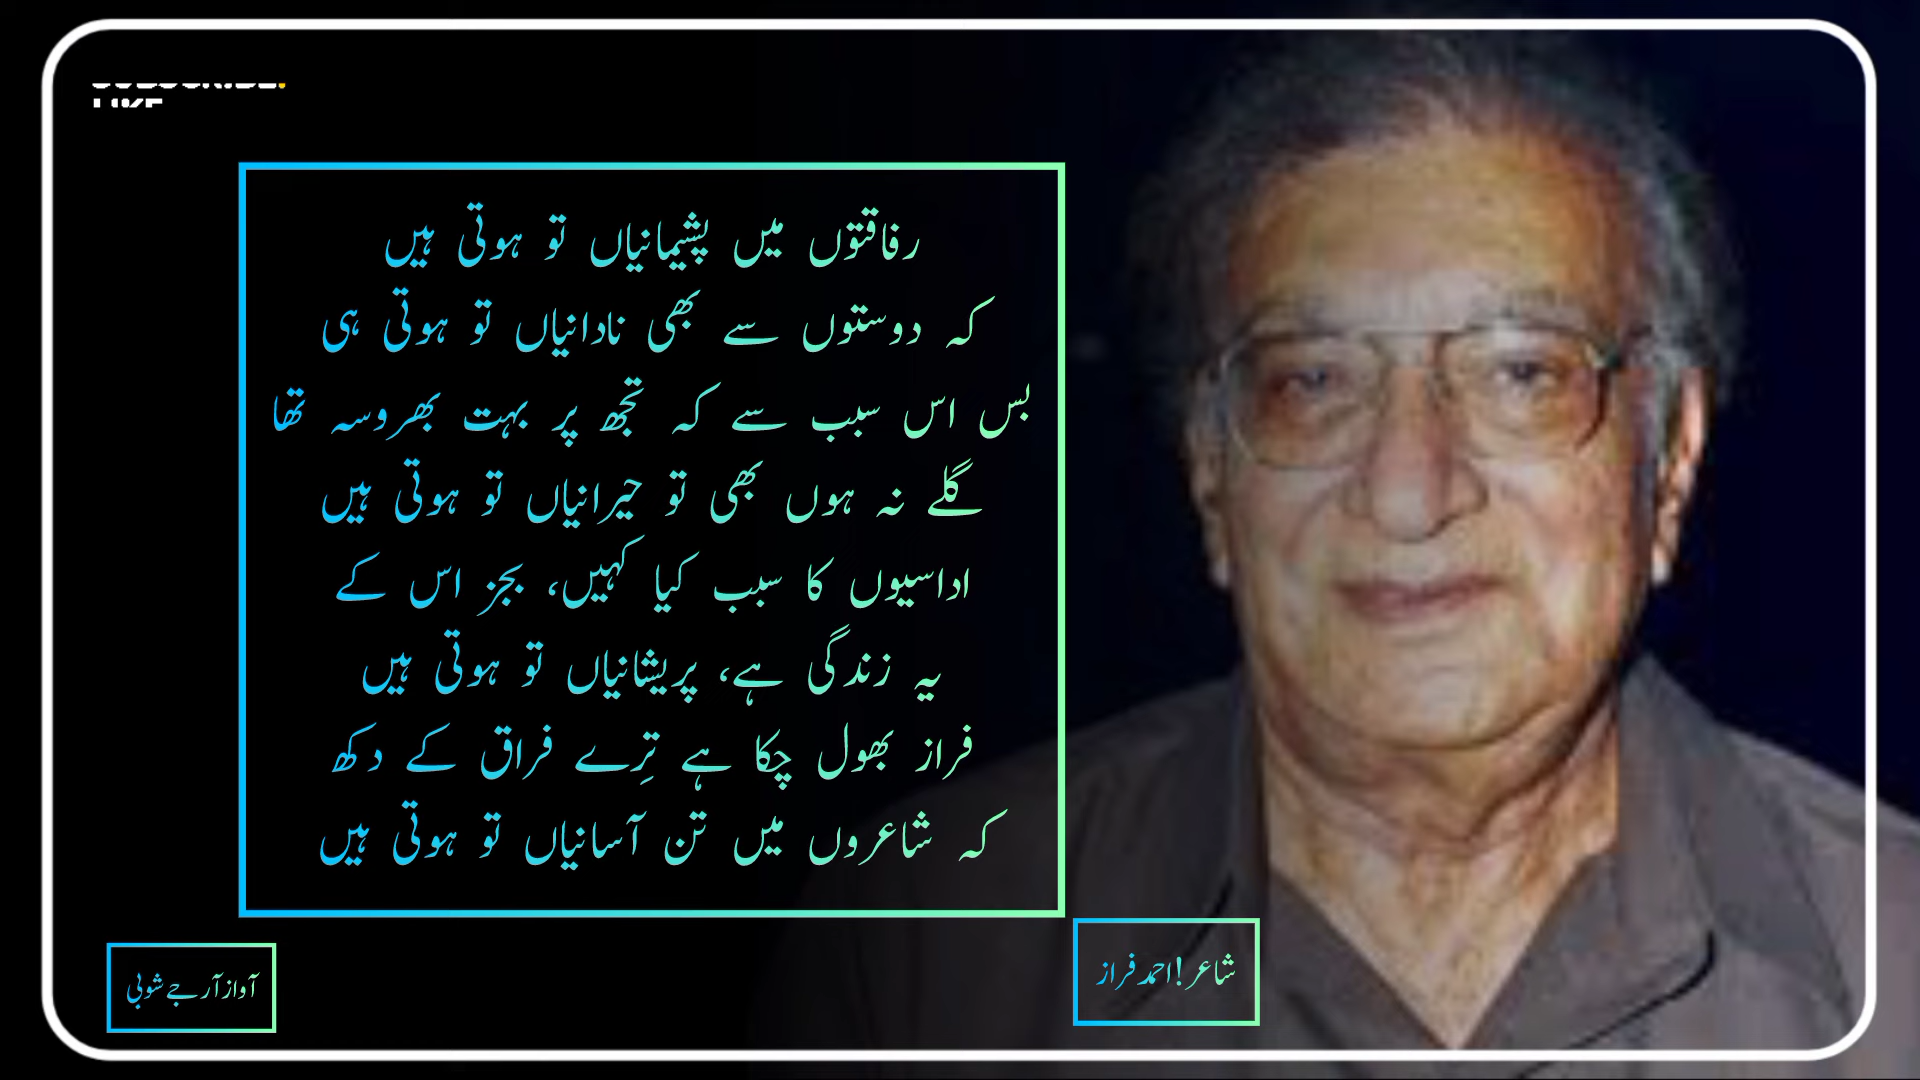 رفاقتوں میں پشیمانیاں تو ہوتی ہیں
کہ دوستوں سے بھی نادانیاں تو ہوتی ہی
بس اس سبب سے کہ تجھ پر بہت بھروسہ تھا
گلے نہ ہوں بھی تو حیرانیاں تو ہوتی ہیں
اداسیوں کا سبب کیا کہیں، بجز اس کے
یہ زندگی ہے، پریشانیاں تو ہوتی ہیں
فراز بھول چکا ہے تِرے فراق کے دکھ
کہ شاعروں میں تن آسانیاں تو ہوتی ہیں
شاعر !احمد فراز
آواز آر جے شوبی